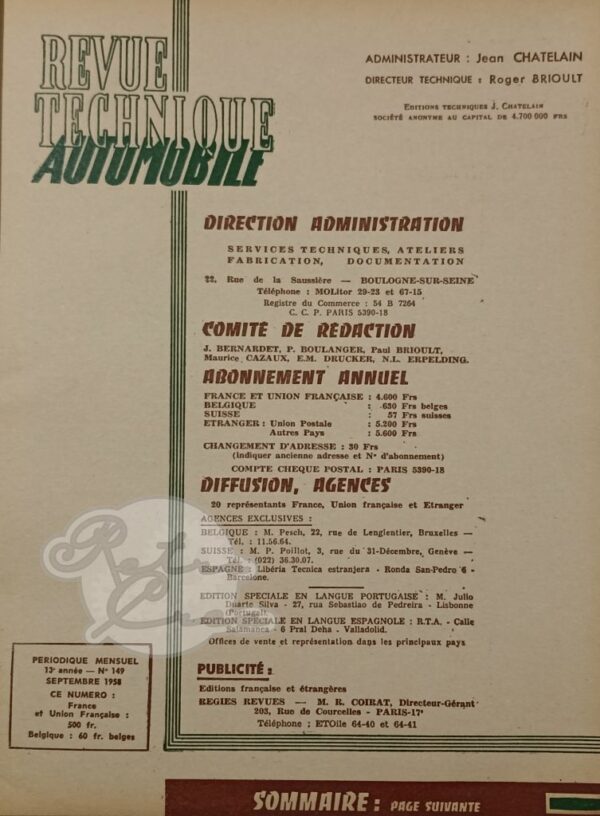 REVUE
TECHNIQUE
AUTOMOBILE
ADMINISTRATEUR : Jean CHATELAIN
DIRECTEUR TECHNIQUE : Roger BRIOULT
EDITIONS TECHNIQUES J. CHATELAIN
SOCIÉTÉ ANONYME AU CAPITAL DE 4.700 000 FRS
DIRECTION ADMINISTRATION
SERVICES TECHNIQUES, ATELIERS
FABRICATION, DOCUMENTATION
22, Rue de la Saussière — BOULOGNE-SUR-SEINE
Téléphone : MOLitor 29-23 et 67-15
Registre du Commerce : 54 B 7264
C. C. P. PARIS 5390-18
COMITÉ DE RÉDACTION
J. BERNARDET, P. BOULANGER, Paul BRIOULT,
Maurice CAZAUX, E.M. DRUCKER, N.L. ERPELDING.
ABONNEMENT ANNUEL
FRANCE ET UNION FRANÇAISE : 4.600 Frs
BELGIQUE : 630 Frs belges
SUISSE : 57 Frs suisses
ETRANGER : Union Postale : 5.200 Frs
Autres Pays : 5.600 Frs
CHANGEMENT D'ADRESSE : 30 Frs
(indiquer ancienne adresse et N° d'abonnement)
COMPTE CHEQUE POSTAL : PARIS 5390-18
DIFFUSION, AGENCES
20 représentants France, Union française et Etranger
AGENCES EXCLUSIVES :
BELGIQUE : M. Pesch, 22, rue de Lenglentier, Bruxelles —
Tél. : 11.56.64.
SUISSE : M. P. Poillot, 3, rue du 31-Décembre, Genève —
Tél. : (022) 36.30.07.
ESPAGNE : Libéria Tecnica estranjera - Ronda San-Pedro 6 -
Barcelone.
EDITION SPECIALE EN LANGUE PORTUGAISE : M. Julio
Duarte Silva - 27, rua Sebastiao de Pedreira - Lisbonne
(Portugal).
EDITION SPECIALE EN LANGUE ESPAGNOLE : R.T.A. - Calle
Salamanca - 6 Pral Deha - Valladolid.
Offices de vente et représentation dans les principaux pays
PUBLICITÉ :
Editions française et étrangères
REGIES REVUES — M. R. COIRAT, Directeur-Gérant
203, Rue de Courcelles - PARIS-17e
Téléphone : ETOile 64-40 et 64-41
PERIODIQUE MENSUEL
13e année — N° 149
SEPTEMBRE 1958
CE NUMERO :
France
et Union Française :
500 fr.
Belgique : 60 fr. belges
SOMMAIRE : PAGE SUIVANTE